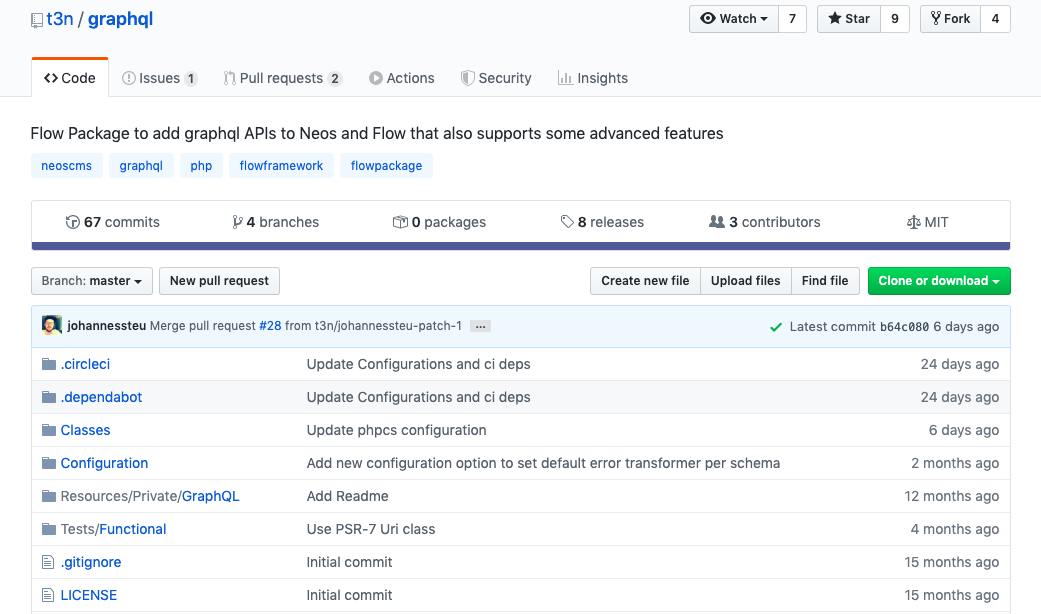 t3n / graphql
Watch 7 Star 9 Fork 4
Code Issues 1 Pull requests 2 Actions Security Insights
Flow Package to add graphql APIs to Neos and Flow that also supports some advanced features
neoscms graphql php flowframework flowpackage
67 commits 4 branches 0 packages 8 releases 3 contributors MIT
Branch: master New pull request Create new file Upload files Find file Clone or download
johannessteu Merge pull request #28 from t3n/johannessteu-patch-1 ... Latest commit b64c080 6 days ago
.circleci Update Configurations and ci deps 24 days ago
.dependabot Update Configurations and ci deps 24 days ago
Classes Update phpcs configuration 6 days ago
Configuration Add new configuration option to set default error transformer per schema 2 months ago
Resources/Private/GraphQL Add Readme 12 months ago
Tests/Functional Use PSR-7 Uri class 4 months ago
.gitignore Initial commit 15 months ago
LICENSE Initial commit 15 months ago